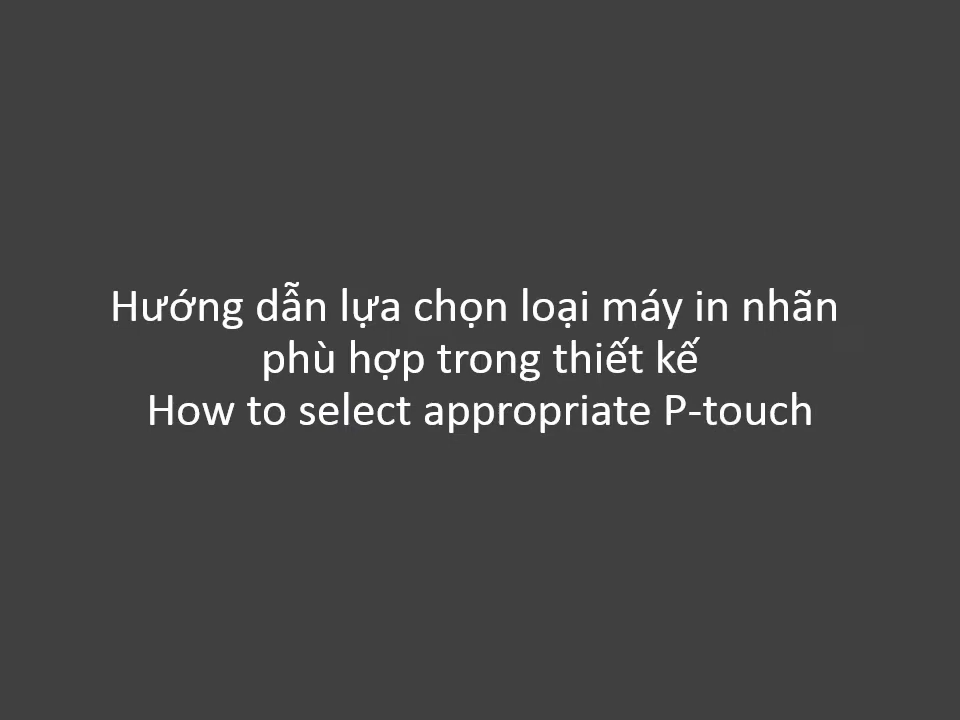 Hướng dẫn lựa chọn loại máy in nhãn
phù hợp trong thiết kế
How to select appropriate P-touch